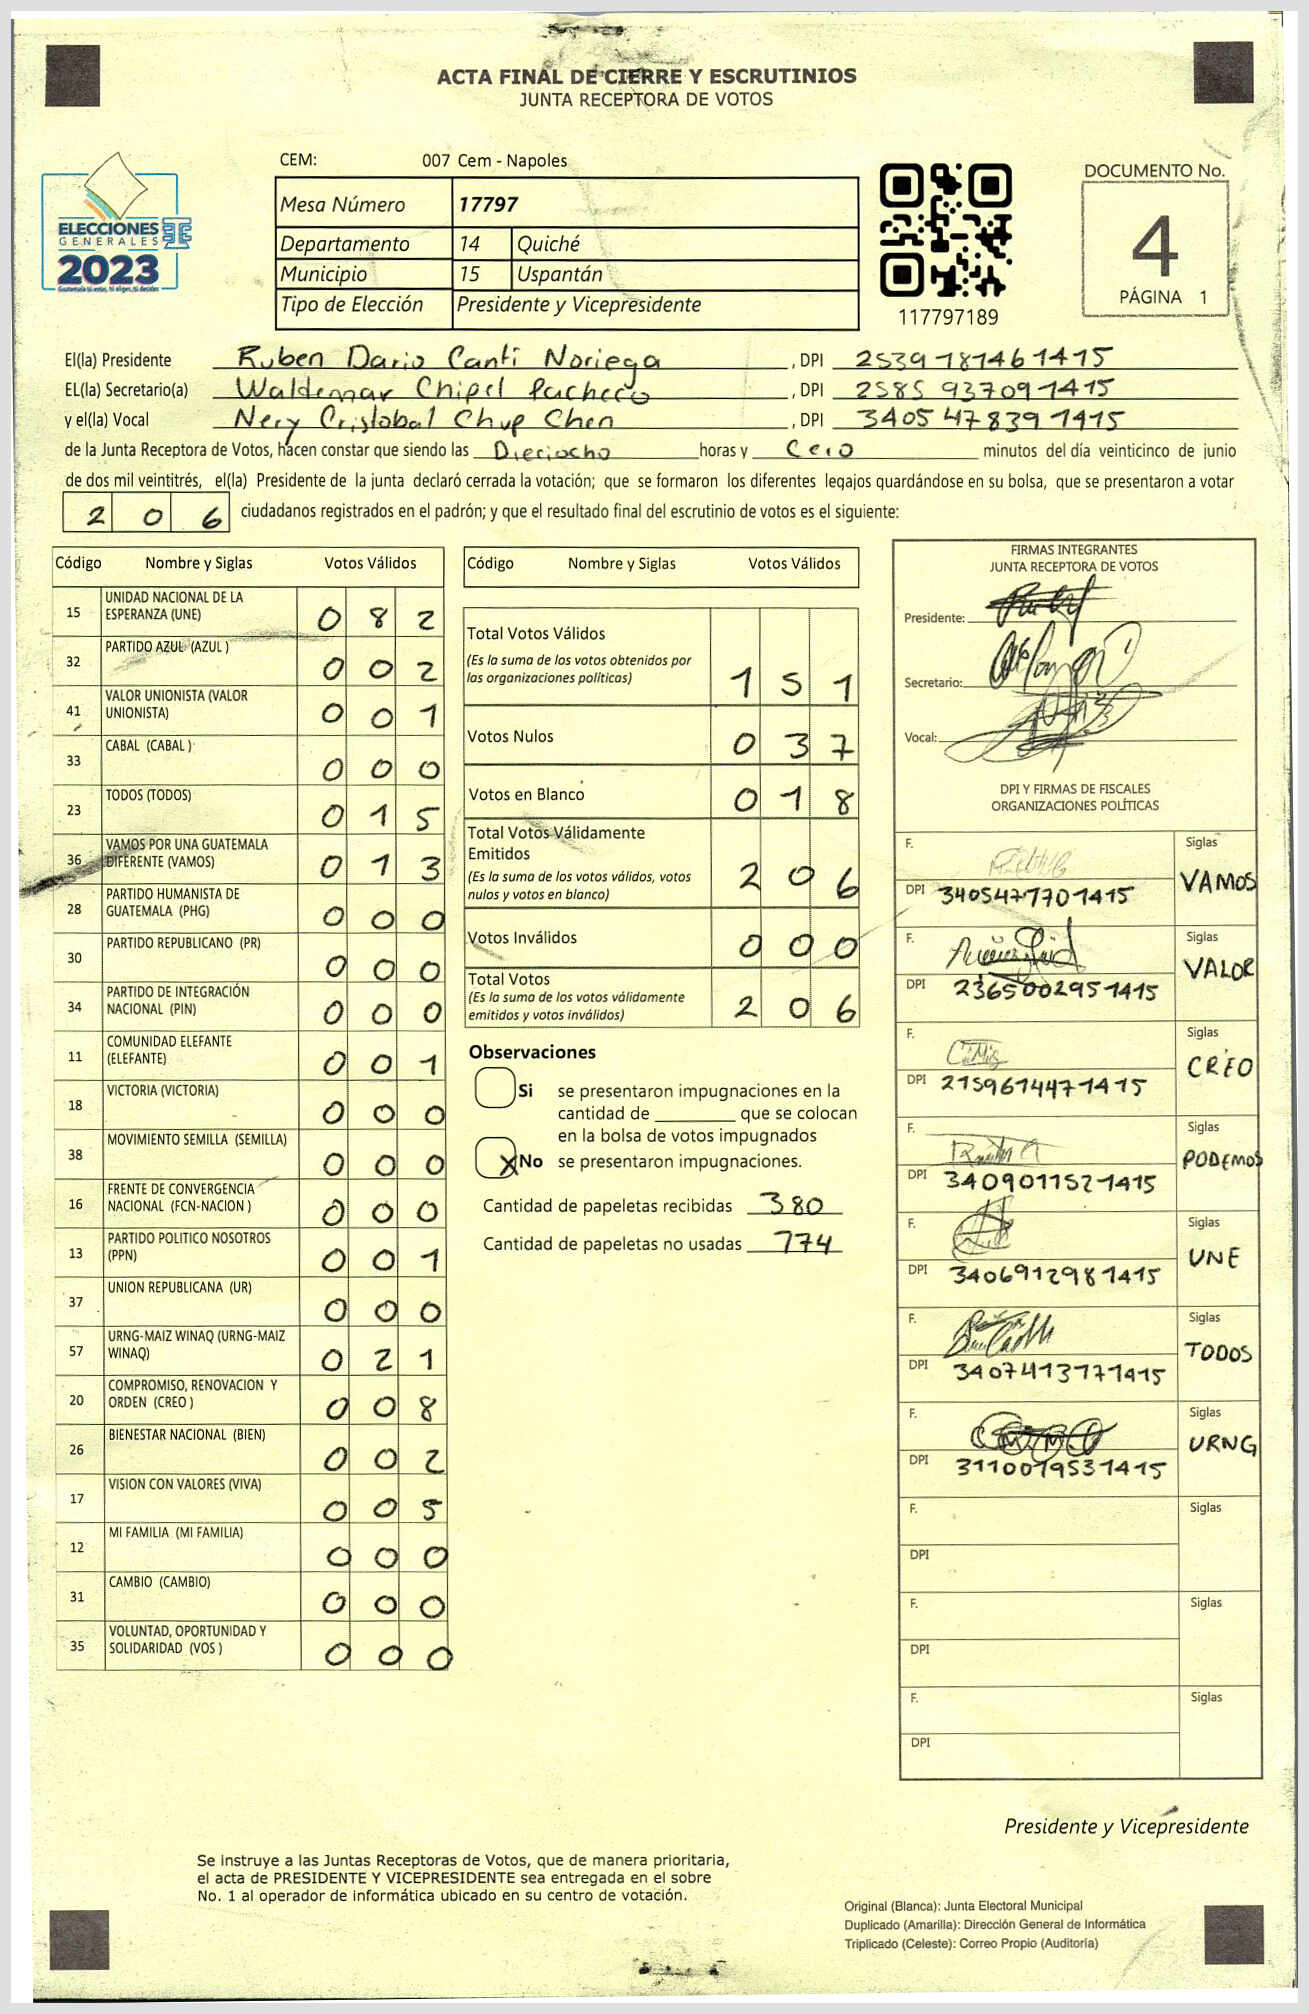 ACTA FINAL DE CIERRE Y ESCRUTINIOS
JUNTA RECEPTORA DE VOTOS
ELECCIONES
GENERALES
2023
CEM: 007 Cem - Napoles
Mesa Número 17797
Departamento 14 Quiché
Municipio 15 Uspantán
Tipo de Elección Presidente y Vicepresidente
117797189
DOCUMENTO No.
4
PÁGINA 1
El(la) Presidente Ruben Dario Canti Noriega, DPI 2539181461415
EL(la) Secretario(a) Waldemar Chipel Pacheco, DPI 2585 937091415
y el(la) Vocal Nery Cristobal Chup Chen, DPI 3405478391415
de la Junta Receptora de Votos, hacen constar que siendo las Dieciocho horas y Cero minutos del día veinticinco de junio
de dos mil veintitrés, el(la) Presidente de la junta declaró cerrada la votación; que se formaron los diferentes legajos quardándose en su bolsa, que se presentaron a votar
206 ciudadanos registrados en el padrón; y que el resultado final del escrutinio de votos es el siguiente:
Código Nombre y Siglas Votos Válidos
15 UNIDAD NACIONAL DE LA ESPERANZA (UNE) 0 8 2
32 PARTIDO AZUL (AZUL ) 0 0 2
41 VALOR UNIONISTA (VALOR UNIONISTA) 0 0 1
33 CABAL (CABAL ) 0 0 0
23 TODOS (TODOS) 0 1 5
36 VAMOS POR UNA GUATEMALA DIFERENTE (VAMOS) 0 1 3
28 PARTIDO HUMANISTA DE GUATEMALA (PHG) 0 0 0
30 PARTIDO REPUBLICANO (PR) 0 0 0
34 PARTIDO DE INTEGRACIÓN NACIONAL (PIN) 0 0 0
11 COMUNIDAD ELEFANTE (ELEFANTE) 0 0 1
18 VICTORIA (VICTORIA) 0 0 0
38 MOVIMIENTO SEMILLA (SEMILLA) 0 0 0
16 FRENTE DE CONVERGENCIA NACIONAL (FCN-NACION ) 0 0 0
13 PARTIDO POLITICO NOSOTROS (PPN) 0 0 1
37 UNION REPUBLICANA (UR) 0 0 0
57 URNG-MAIZ WINAQ (URNG-MAIZ WINAQ) 0 2 1
20 COMPROMISO, RENOVACION Y ORDEN (CREO ) 0 0 8
26 BIENESTAR NACIONAL (BIEN) 0 0 2
17 VISION CON VALORES (VIVA) 0 0 5
12 MI FAMILIA (MI FAMILIA) 0 0 0
31 CAMBIO (CAMBIO) 0 0 0
35 VOLUNTAD, OPORTUNIDAD Y SOLIDARIDAD (VOS ) 0 0 0
Código Nombre y Siglas Votos Válidos
Total Votos Válidos 1 5 1
(Es la suma de los votos obtenidos por
las organizaciones políticas)
Votos Nulos 0 3 7
Votos en Blanco 0 1 8
Total Votos Válidamente
Emitidos 2 0 6
(Es la suma de los votos válidos, votos
nulos y votos en blanco)
Votos Inválidos 0 0 0
Total Votos 2 0 6
(Es la suma de los votos válidamente
emitidos y votos inválidos)
Observaciones
Si se presentaron impugnaciones en la
cantidad de ________ que se colocan
en la bolsa de votos impugnados
X No se presentaron impugnaciones.
Cantidad de papeletas recibidas 380
Cantidad de papeletas no usadas 174
FIRMAS INTEGRANTES
JUNTA RECEPTORA DE VOTOS
Presidente:
Secretario:
Vocal:
DPI Y FIRMAS DE FISCALES
ORGANIZACIONES POLÍTICAS
F. Siglas
DPI 3405477701415 VAMOS
F. Siglas
DPI 2365002951415 VALOR
F. Siglas
DPI 2159614471415 CREO
F. Siglas
DPI 3409011521415 PODEMOS
F. Siglas
DPI 3406912981415 UNE
F. Siglas
DPI 3407413771415 TODOS
F. Siglas
DPI 3110019531415 URNG
F. Siglas
DPI
F. Siglas
DPI
F. Siglas
DPI
Presidente y Vicepresidente
Se instruye a las Juntas Receptoras de Votos, que de manera prioritaria,
el acta de PRESIDENTE Y VICEPRESIDENTE sea entregada en el sobre
No. 1 al operador de informática ubicado en su centro de votación.
Original (Blanca): Junta Electoral Municipal
Duplicado (Amarilla): Dirección General de Informática
Triplicado (Celeste): Correo Propio (Auditoría)